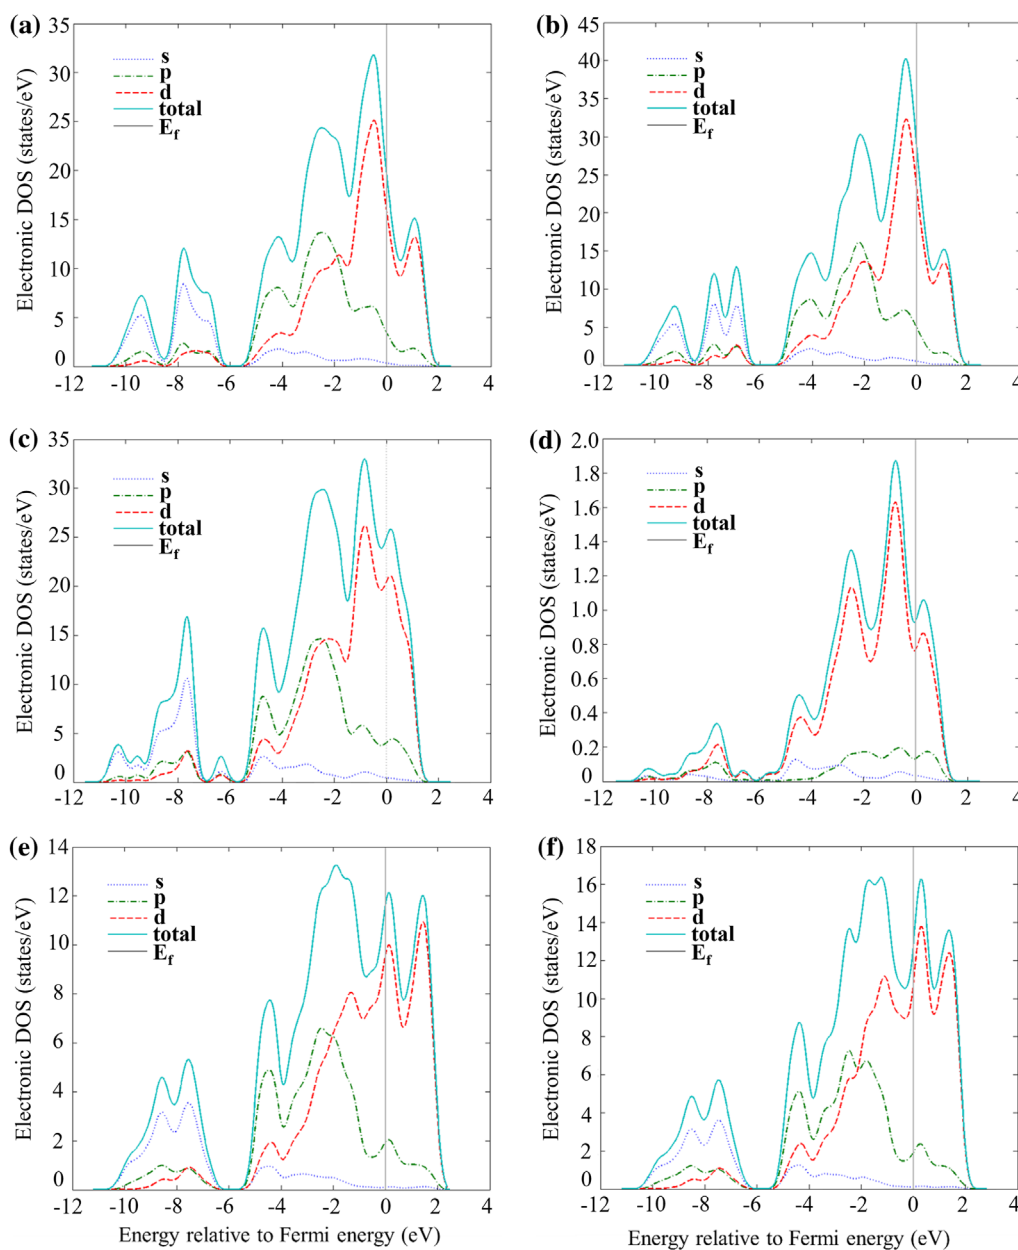 (a)
35
30
25
20
15
10
5
0
Electronic DOS (states/eV)
s
p
d
total
E_f
-12 -10 -8 -6 -4 -2 0 2 4
(b)
45
40
35
30
25
20
15
10
5
0
Electronic DOS (states/eV)
s
p
d
total
E_f
-12 -10 -8 -6 -4 -2 0 2 4
(c)
35
30
25
20
15
10
5
0
Electronic DOS (states/eV)
s
p
d
total
E_f
-12 -10 -8 -6 -4 -2 0 2 4
(d)
2.0
1.8
1.6
1.4
1.2
1.0
0.8
0.6
0.4
0.2
0
Electronic DOS (states/eV)
s
p
d
total
E_f
-12 -10 -8 -6 -4 -2 0 2 4
(e)
14
12
10
8
6
4
2
0
Electronic DOS (states/eV)
s
p
d
total
E_f
-12 -10 -8 -6 -4 -2 0 2 4
Energy relative to Fermi energy (eV)
(f)
18
16
14
12
10
8
6
4
2
0
Electronic DOS (states/eV)
s
p
d
total
E_f
-12 -10 -8 -6 -4 -2 0 2 4
Energy relative to Fermi energy (eV)